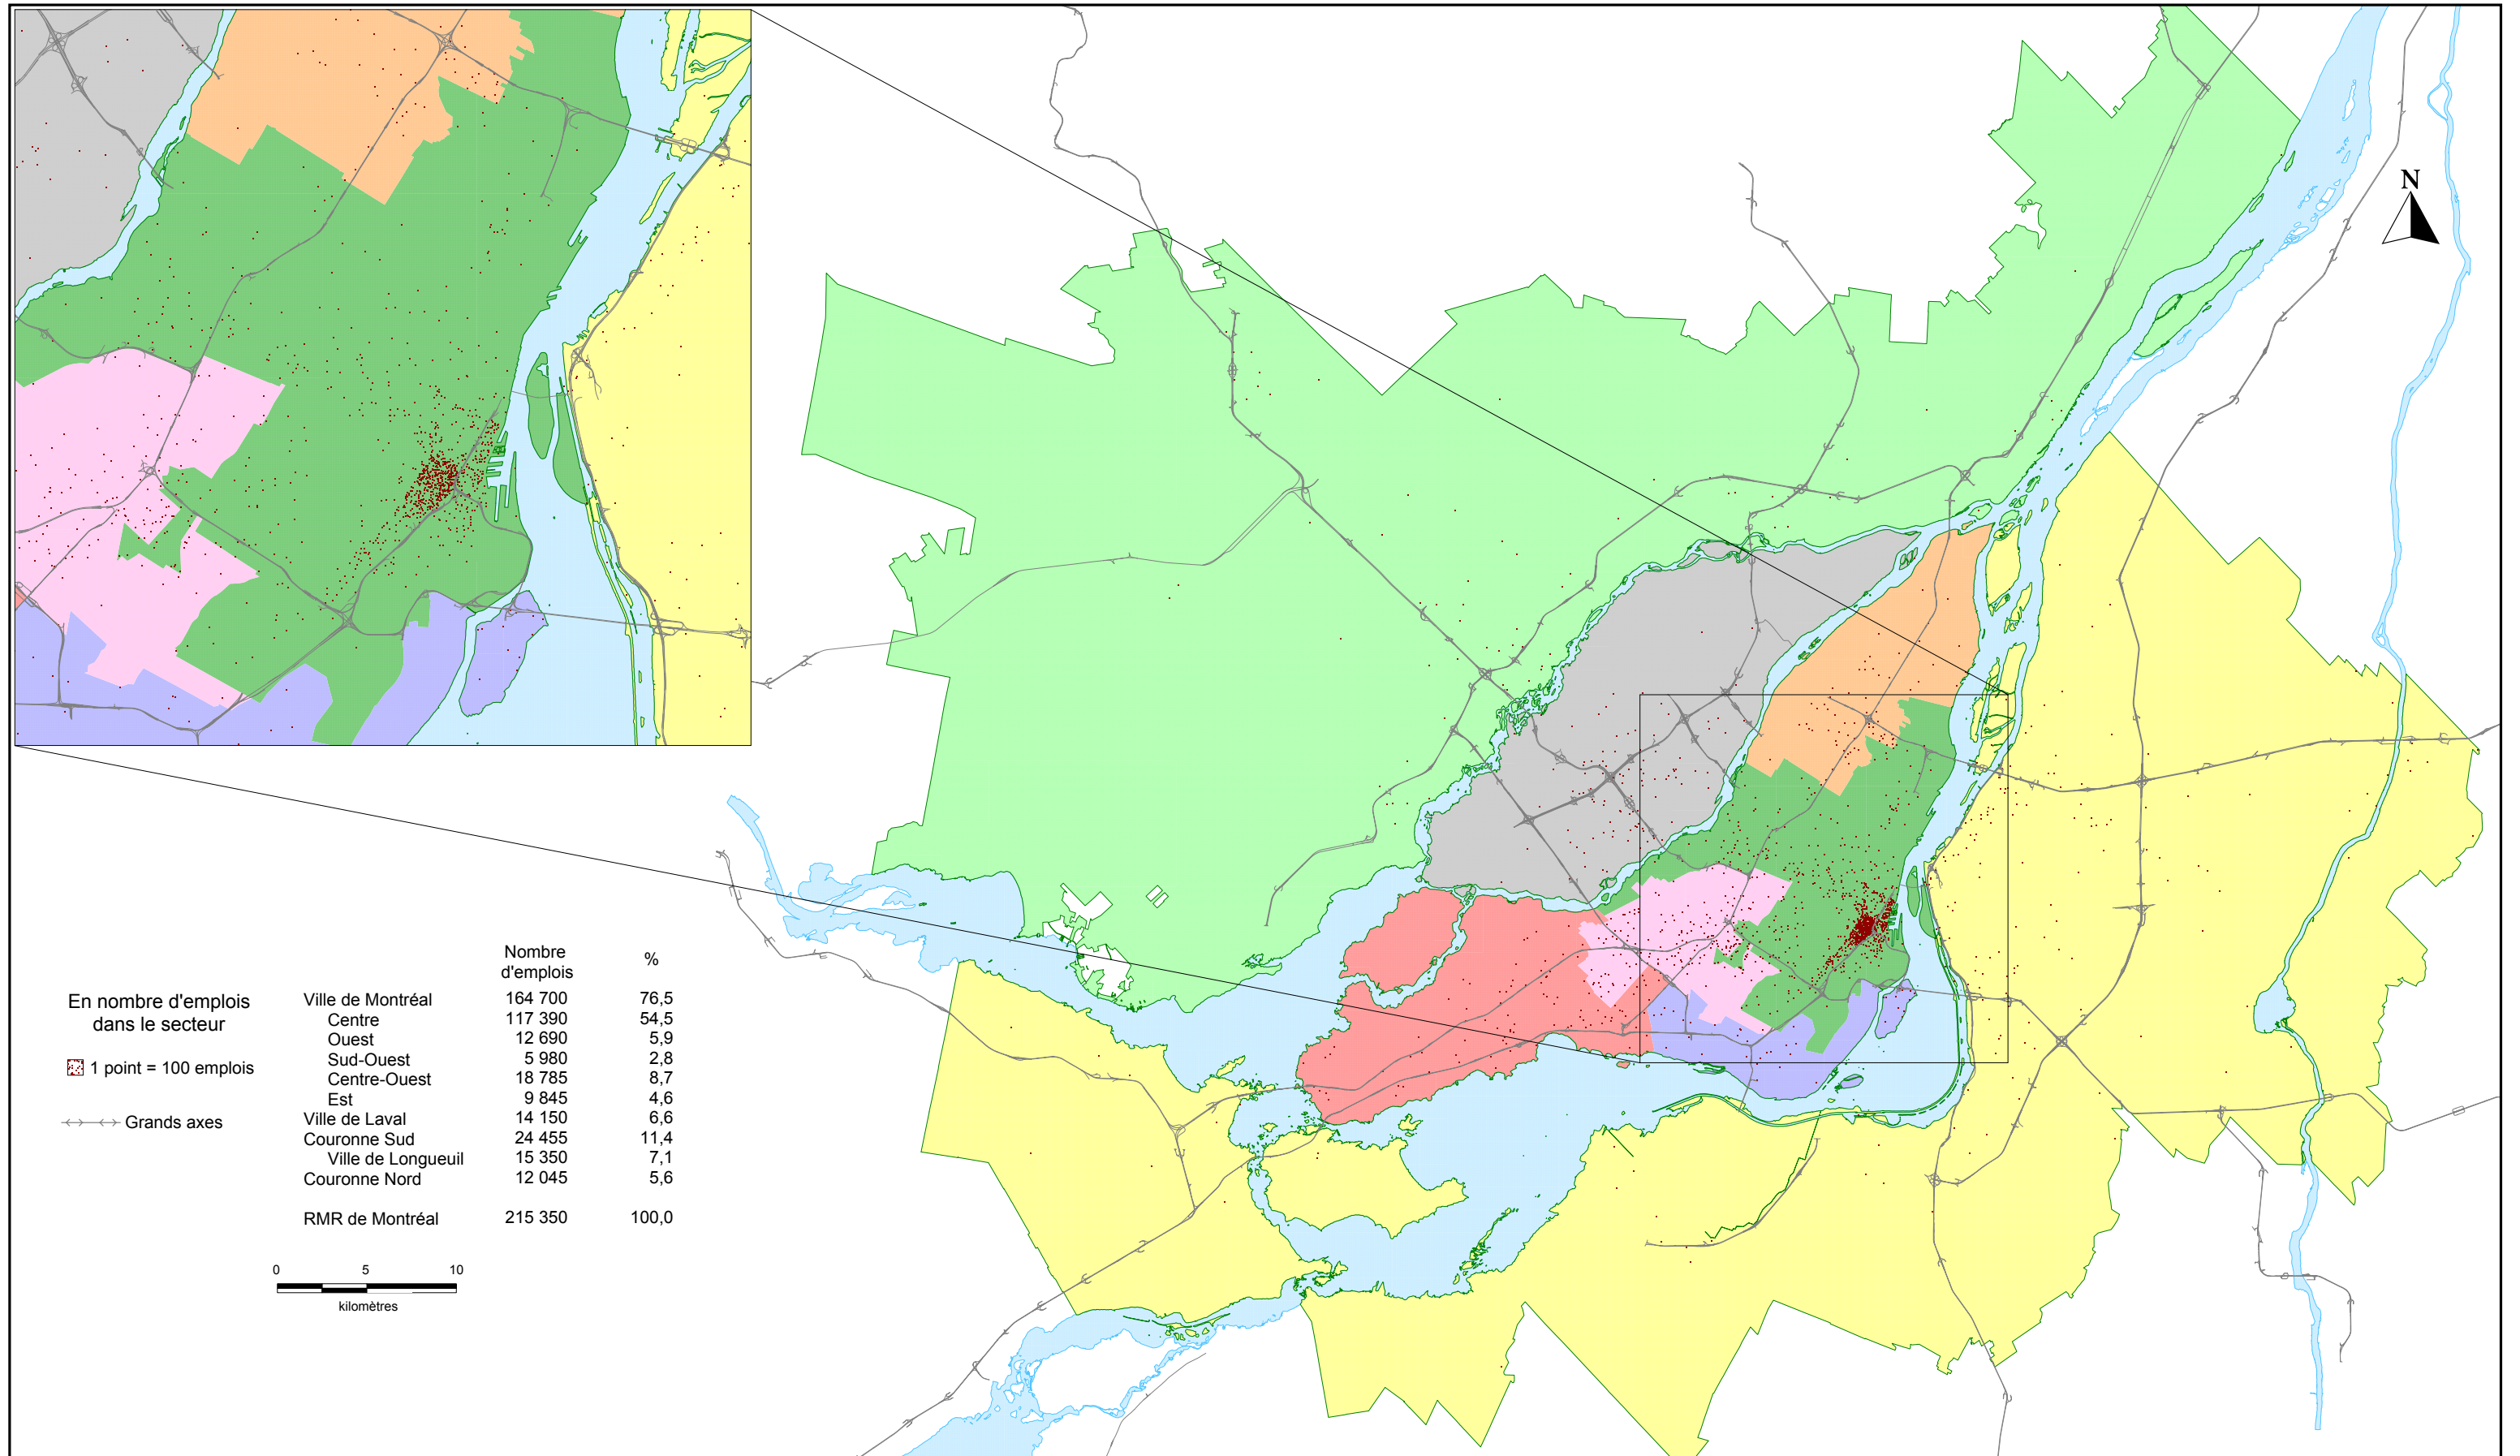 N
Nombre
d'emplois
%
En nombre d'emplois
dans le secteur
1 point = 100 emplois
Grands axes
Ville de Montréal 164 700 76,5
Centre 117 390 54,5
Ouest 12 690 5,9
Sud-Ouest 5 980 2,8
Centre-Ouest 18 785 8,7
Est 9 845 4,6
Ville de Laval 14 150 6,6
Couronne Sud 24 455 11,4
Ville de Longueuil 15 350 7,1
Couronne Nord 12 045 5,6
RMR de Montréal 215 350 100,0
0 5 10
kilomètres